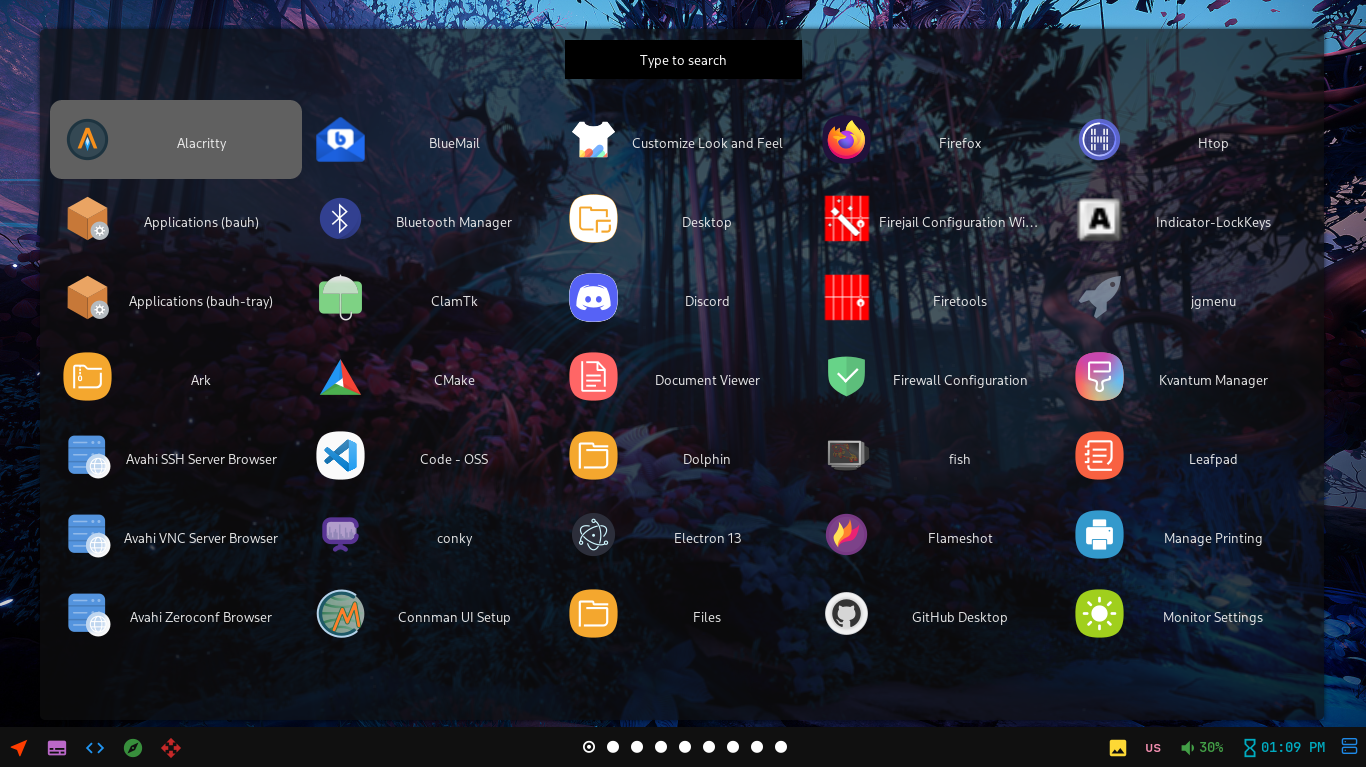 Type to search
Alacritty
BlueMail
Customize Look and Feel
Firefox
Htop
Applications (bauh)
Bluetooth Manager
Desktop
Firejail Configuration Wi...
Indicator-LockKeys
Applications (bauh-tray)
ClamTk
Discord
Firetools
jgmenu
Ark
CMake
Document Viewer
Firewall Configuration
Kvantum Manager
Avahi SSH Server Browser
Code - OSS
Dolphin
fish
Leafpad
Avahi VNC Server Browser
conky
Electron 13
Flameshot
Manage Printing
Avahi Zeroconf Browser
Connman UI Setup
Files
GitHub Desktop
Monitor Settings
us 30% 01:09 PM